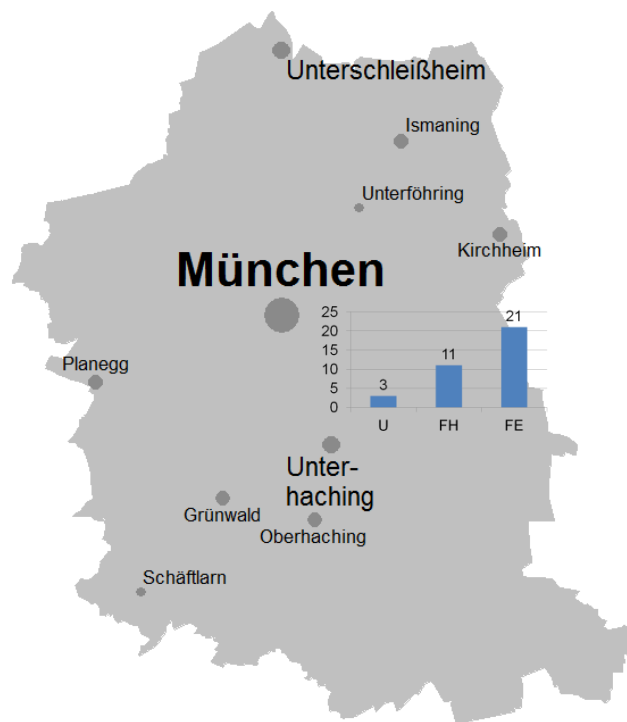 Unterschleißheim
Ismaning
Unterföhring
Kirchheim
München
25
20
15
10
5
0
3
11
21
U
FH
FE
Planegg
Unter-
haching
Grünwald
Oberhaching
Schäftlarn